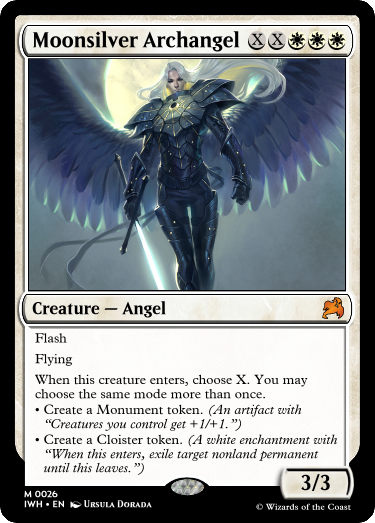 Moonsilver Archangel XXWWW
Creature — Angel
Flash
Flying
When this creature enters, choose X. You may
choose the same mode more than once.
• Create a Monument token. (An artifact with
“Creatures you control get +1/+1.”)
• Create a Cloister token. (A white enchantment with
“When this enters, exile target nonland permanent
until this leaves.”)
3/3
M 0026
IWH • EN Ursula Dorada
© Wizards of the Coast